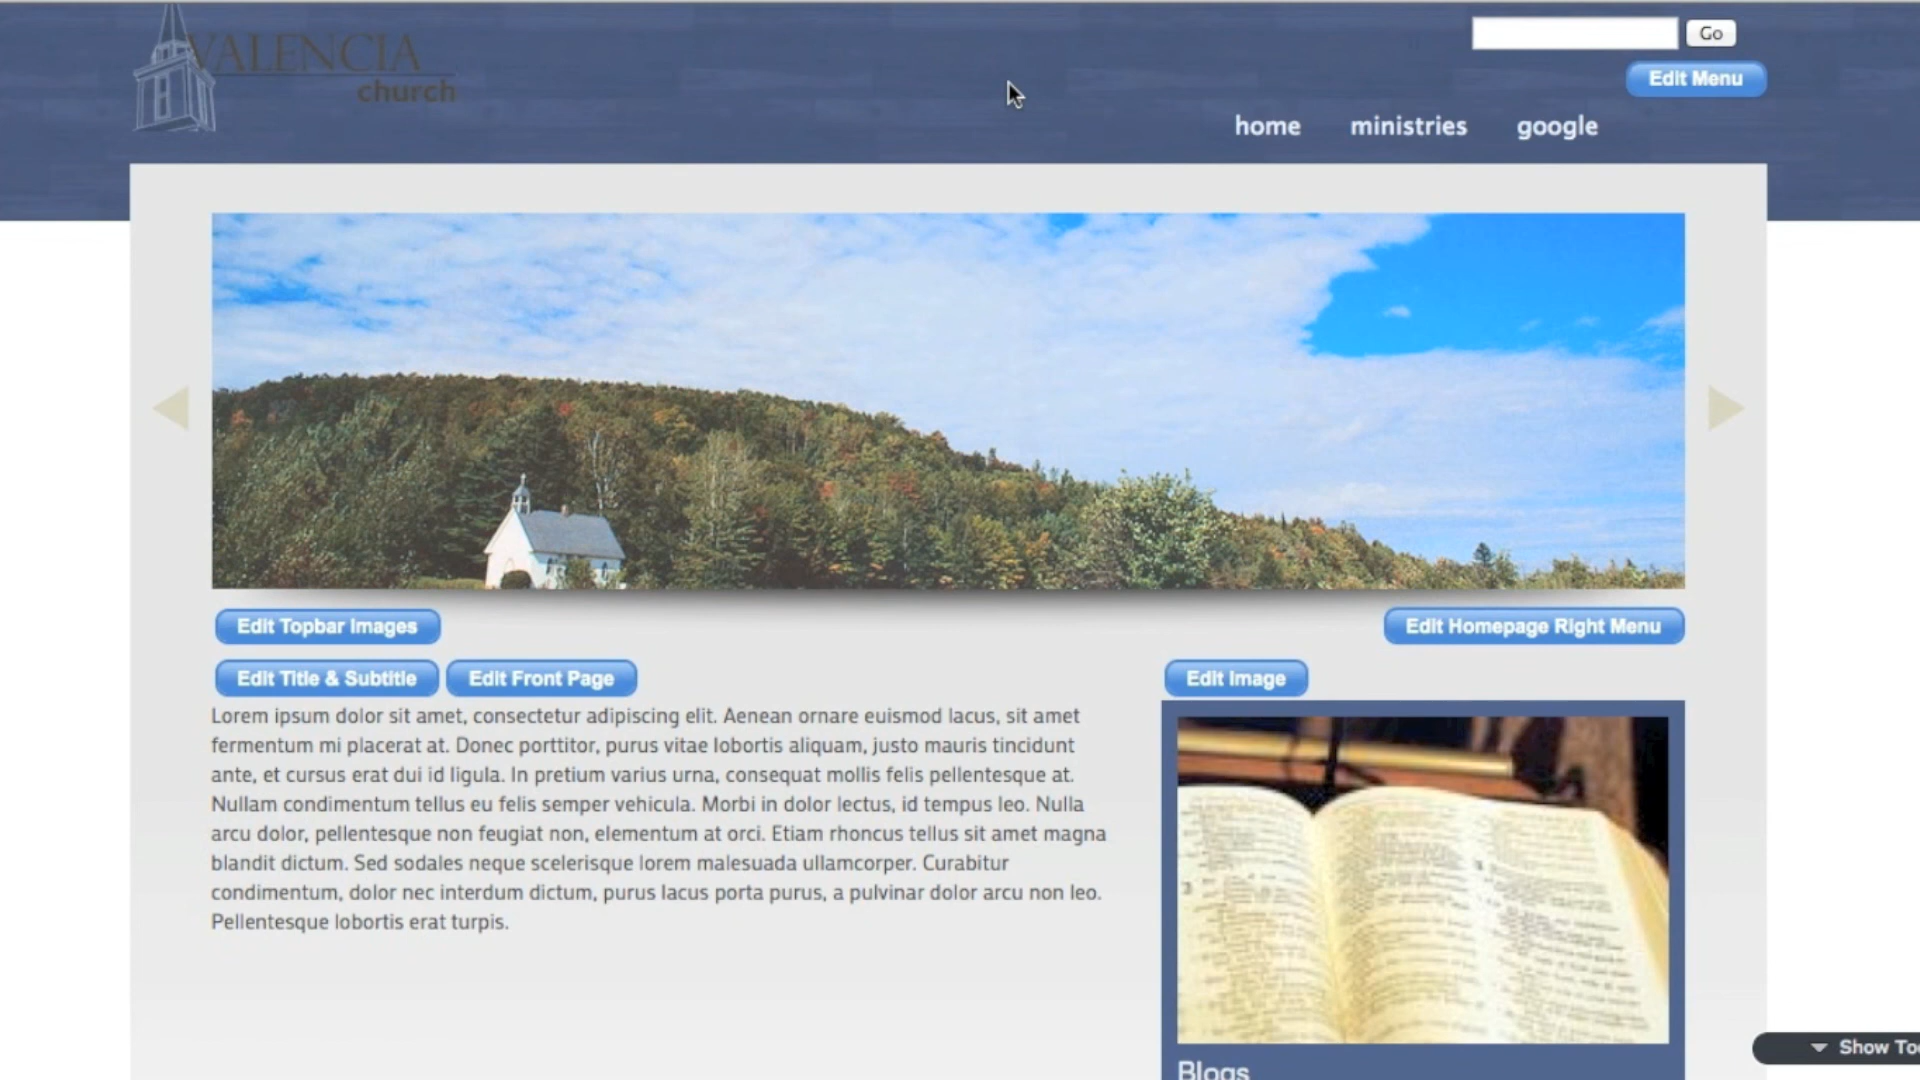 VALENCIA
church
Go
Edit Menu
home ministries google
Edit Topbar Images
Edit Homepage Right Menu
Edit Title & Subtitle Edit Front Page
Edit Image
Lorem ipsum dolor sit amet, consectetur adipiscing elit. Aenean ornare euismod lacus, sit amet
fermentum mi placerat at. Donec porttitor, purus vitae lobortis aliquam, justo mauris tincidunt
ante, et cursus erat dui id ligula. In pretium varius urna, consequat mollis felis pellentesque at.
Nullam condimentum tellus eu felis semper vehicula. Morbi in dolor lectus, id tempus leo. Nulla
arcu dolor, pellentesque non feugiat non, elementum at orci. Etiam rhoncus tellus sit amet magna
blandit dictum. Sed sodales neque scelerisque lorem malesuada ullamcorper. Curabitur
condimentum, dolor nec interdum dictum, purus lacus porta purus, a pulvinar dolor arcu non leo.
Pellentesque lobortis erat turpis.
Blogs
Show